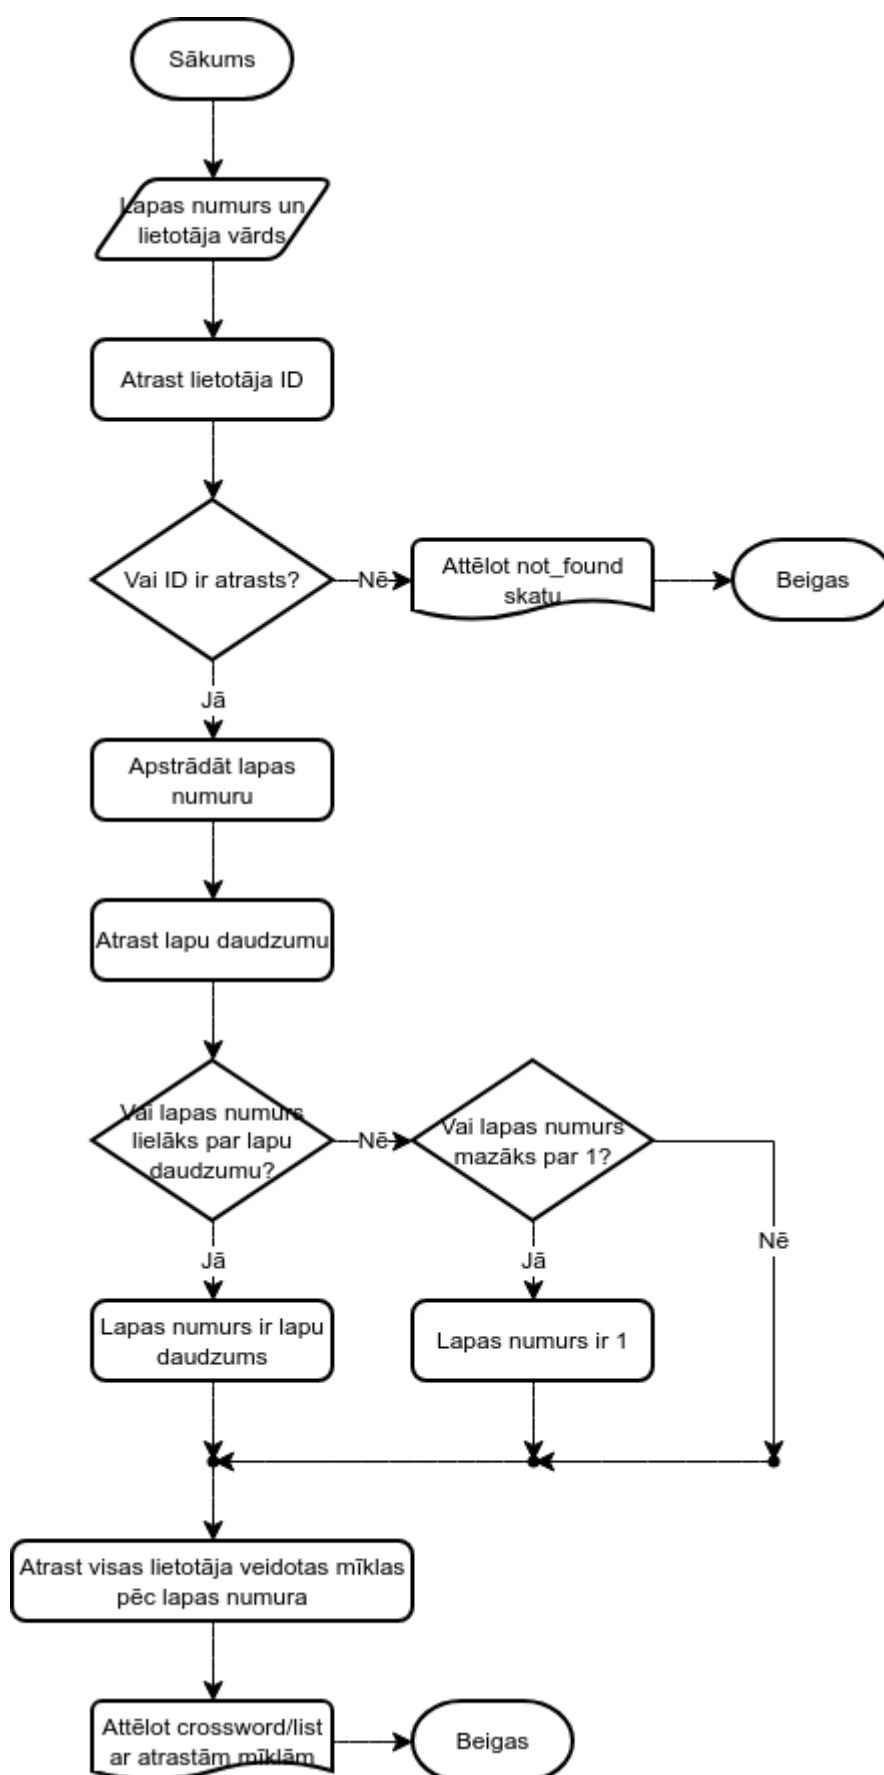 Sākums
Lapas numurs un
lietotāja vārds
Atrast lietotāja ID
Vai ID ir atrasts?
Nē
Attēlot not_found
skatu
Beigas
Jā
Apstrādāt lapas
numuru
Atrast lapu daudzumu
Vai lapas numurs
lielāks par lapu
daudzumu?
Nē
Vai lapas numurs
mazāks par 1?
Nē
Jā
Jā
Lapas numurs ir lapu
daudzums
Lapas numurs ir 1
Atrast visas lietotāja veidotas mīklas
pēc lapas numura
Attēlot crossword/list
ar atrastām mīklām
Beigas